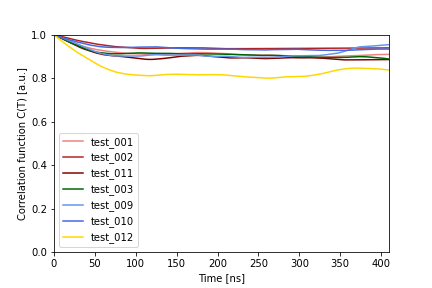 1.0
0.8
0.6
0.4
0.2
0.0
Correlation function C(T) [a.u.]
test_001
test_002
test_011
test_003
test_009
test_010
test_012
0 50 100 150 200 250 300 350 400
Time [ns]